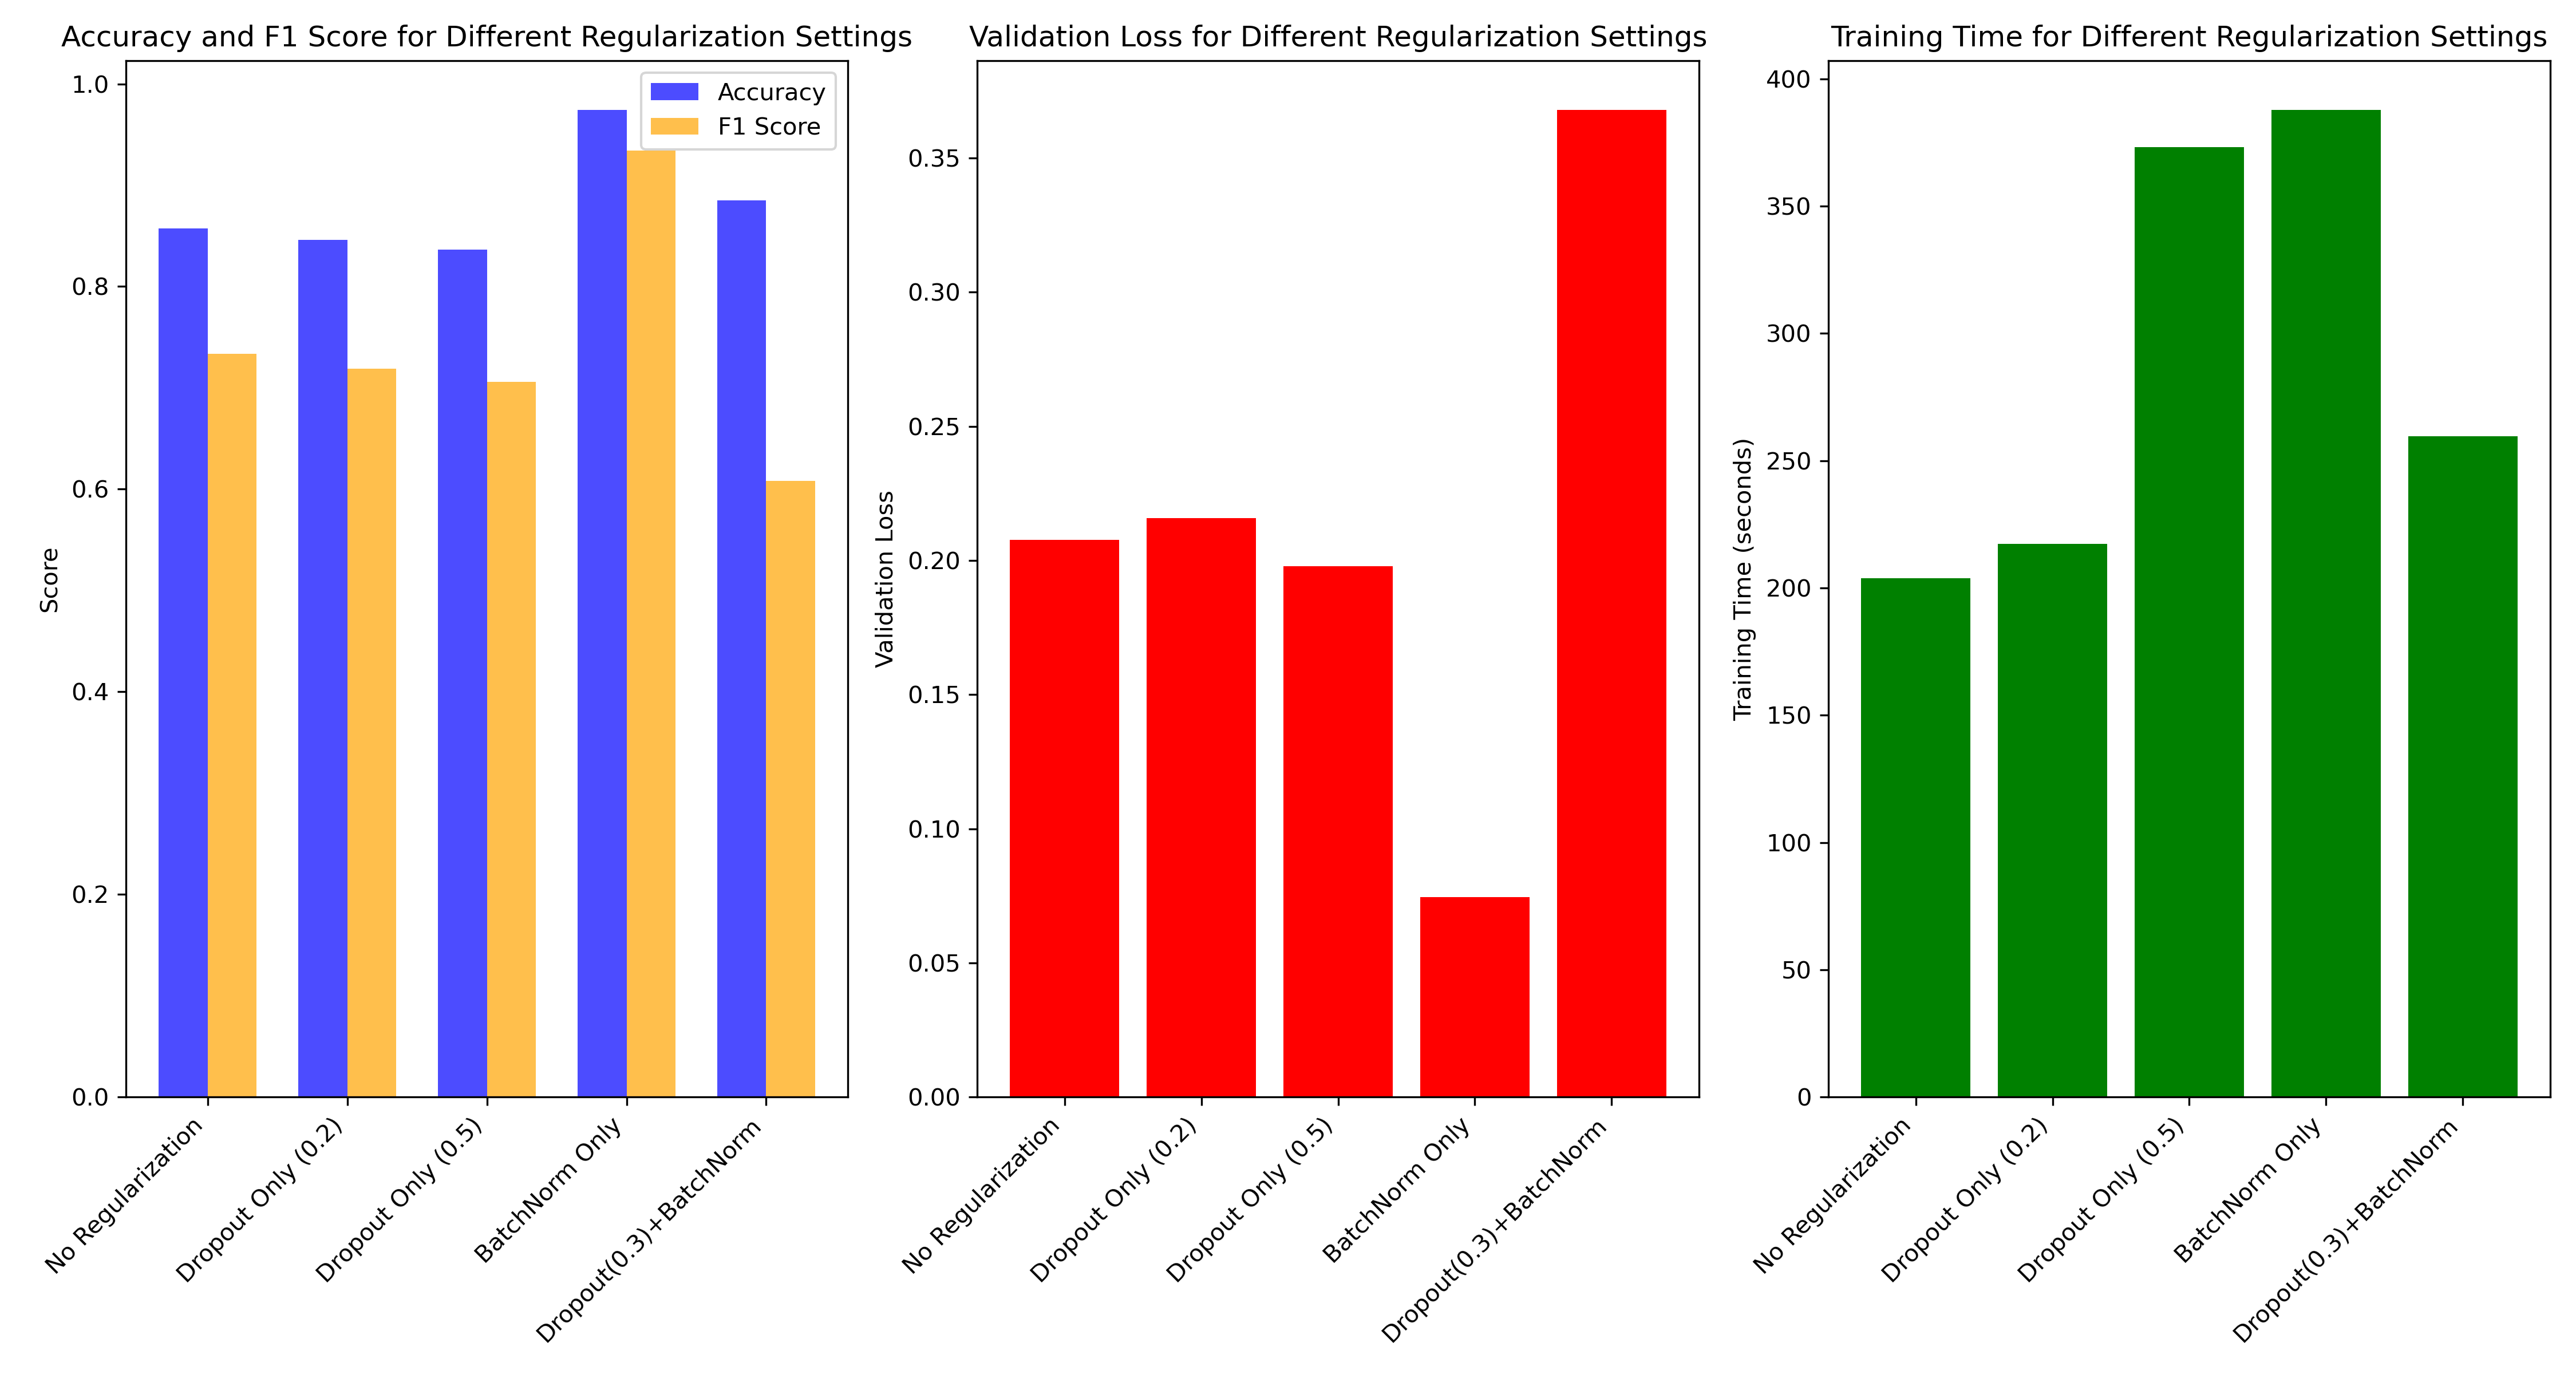 Accuracy and F1 Score for Different Regularization Settings
Accuracy
F1 Score
Score
1.0
0.8
0.6
0.4
0.2
0.0
No Regularization
Dropout Only (0.2)
Dropout Only (0.5)
BatchNorm Only
Dropout(0.3)+BatchNorm
Validation Loss for Different Regularization Settings
Validation Loss
0.35
0.30
0.25
0.20
0.15
0.10
0.05
0.00
No Regularization
Dropout Only (0.2)
Dropout Only (0.5)
BatchNorm Only
Dropout(0.3)+BatchNorm
Training Time for Different Regularization Settings
Training Time (seconds)
400
350
300
250
200
150
100
50
0
No Regularization
Dropout Only (0.2)
Dropout Only (0.5)
BatchNorm Only
Dropout(0.3)+BatchNorm